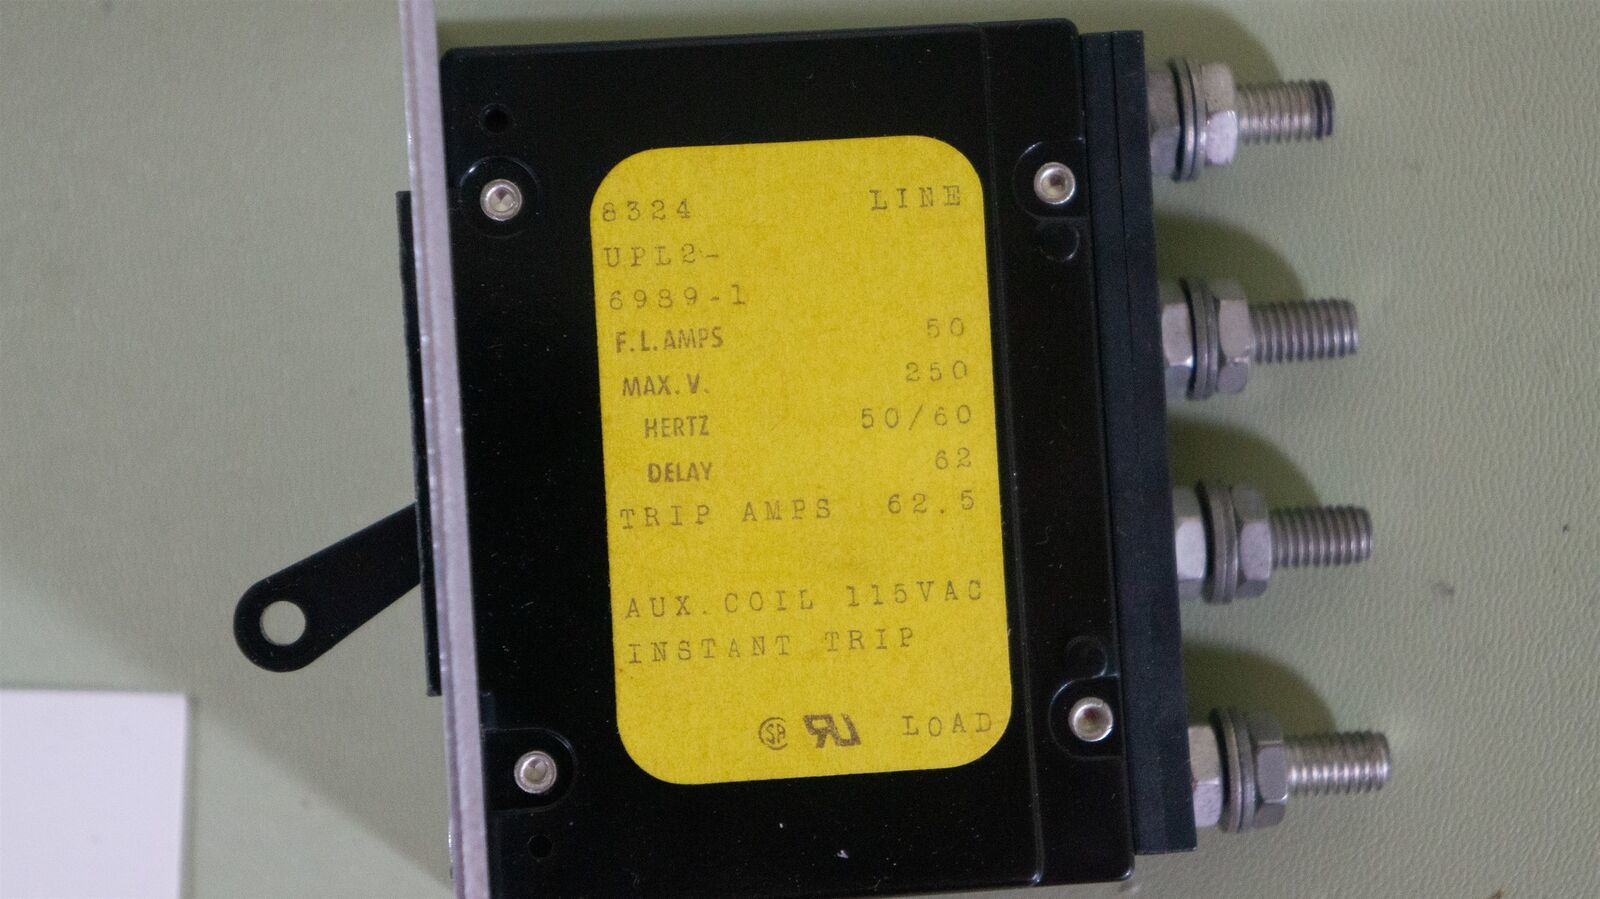 8324 LINE
UPL2-
6989-1
F.L.AMPS 50
MAX.V. 250
HERTZ 50/60
DELAY 62
TRIP AMPS 62.5
AUX.COIL 115VAC
INSTANT TRIP
LOAD